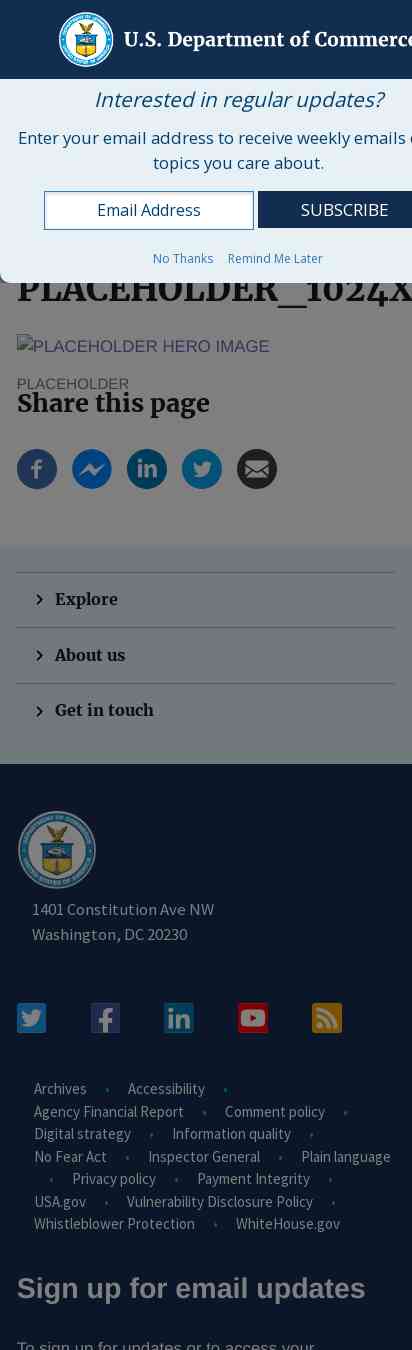 U.S. Department of Commerce
Interested in regular updates?
Enter your email address to receive weekly emails
topics you care about.
Email Address
SUBSCRIBE
No Thanks
Remind Me Later
PLACEHOLDER_1024X
PLACEHOLDER HERO IMAGE
PLACEHOLDER
Share this page
Explore
About us
Get in touch
1401 Constitution Ave NW
Washington, DC 20230
Archives • Accessibility •
Agency Financial Report • Comment policy •
Digital strategy • Information quality •
No Fear Act • Inspector General • Plain language
• Privacy policy • Payment Integrity •
USA.gov • Vulnerability Disclosure Policy •
Whistleblower Protection • WhiteHouse.gov
Sign up for email updates
To sign up for updates or to access your